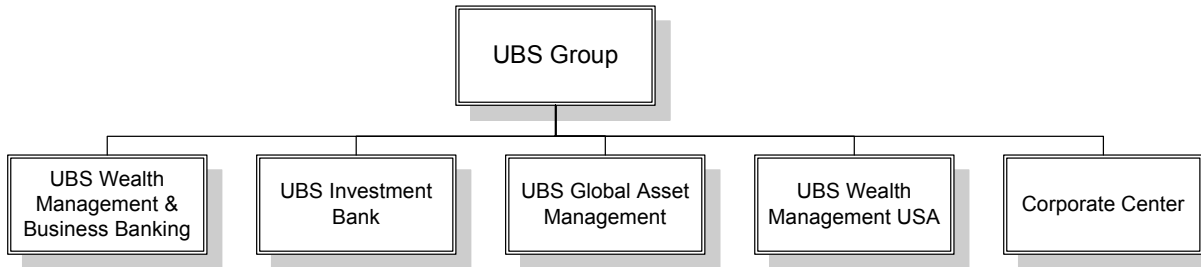 UBS Group
UBS Wealth
Management &
Business Banking
UBS Investment
Bank
UBS Global Asset
Management
UBS Wealth
Management USA
Corporate Center